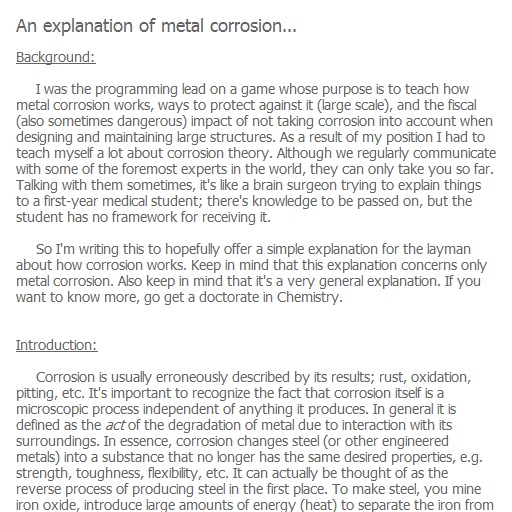 An explanation of metal corrosion...
Background:
I was the programming lead on a game whose purpose is to teach how
metal corrosion works, ways to protect against it (large scale), and the fiscal
(also sometimes dangerous) impact of not taking corrosion into account when
designing and maintaining large structures. As a result of my position I had to
teach myself a lot about corrosion theory. Although we regularly communicate
with some of the foremost experts in the world, they can only take you so far.
Talking with them sometimes, it's like a brain surgeon trying to explain things
to a first-year medical student; there's knowledge to be passed on, but the
student has no framework for receiving it.
So I'm writing this to hopefully offer a simple explanation for the layman
about how corrosion works. Keep in mind that this explanation concerns only
metal corrosion. Also keep in mind that it's a very general explanation. If you
want to know more, go get a doctorate in Chemistry.
Introduction:
Corrosion is usually erroneously described by its results; rust, oxidation,
pitting, etc. It's important to recognize the fact that corrosion itself is a
microscopic process independent of anything it produces. In general it is
defined as the act of the degradation of metal due to interaction with its
surroundings. In essence, corrosion changes steel (or other engineered
metals) into a substance that no longer has the same desired properties, e.g.
strength, toughness, flexibility, etc. It can actually be thought of as the
reverse process of producing steel in the first place. To make steel, you mine
iron oxide, introduce large amounts of energy (heat) to separate the iron from